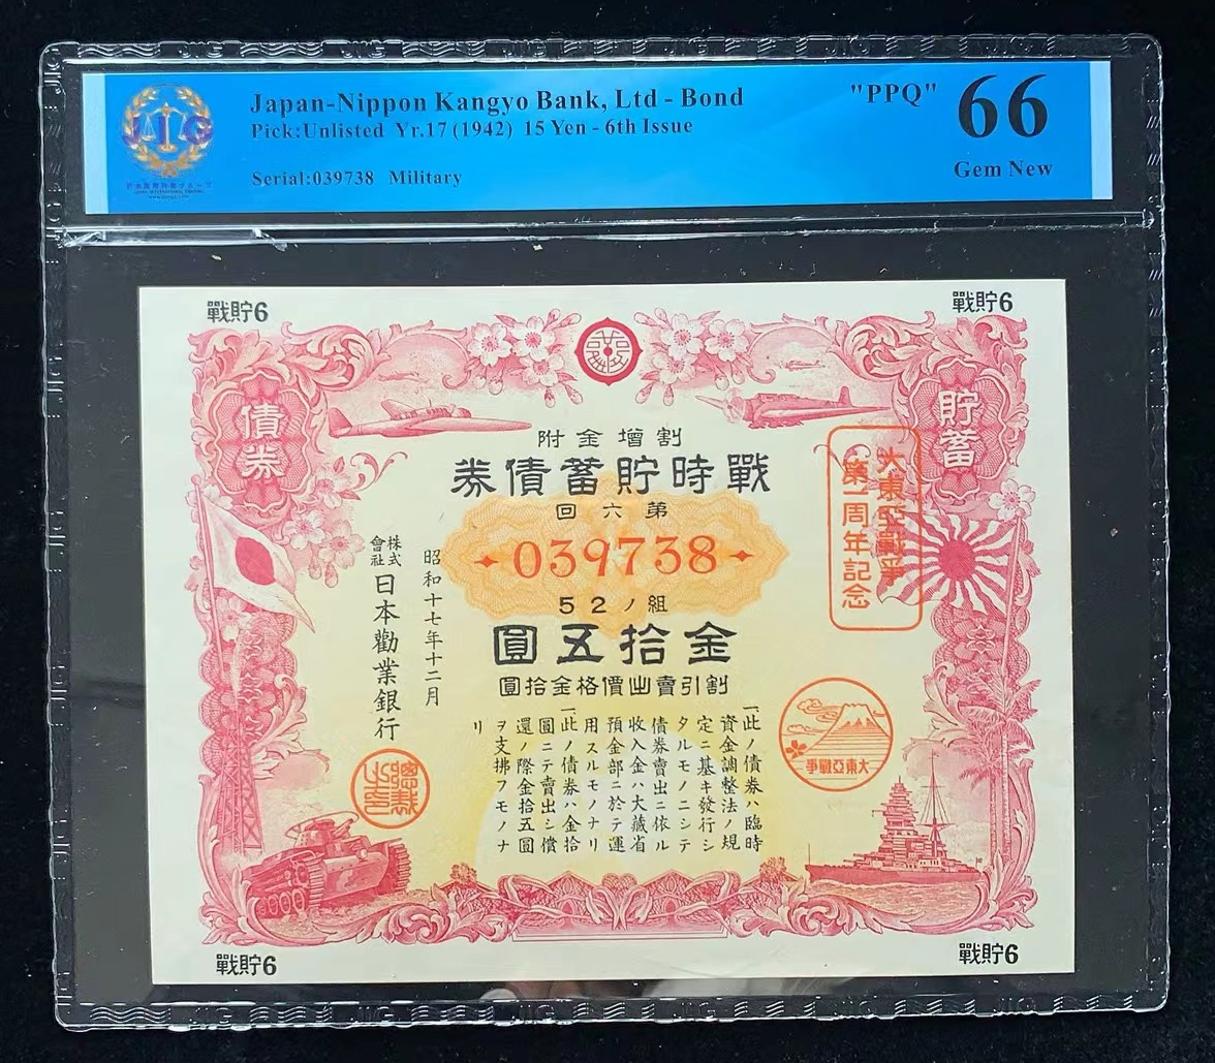 Japan-Nippon Kangyo Bank, Ltd - Bond
Pick:Unlisted Yr.17 (1942) 15 Yen - 6th Issue
Serial:039738 Military
"PPQ" 66
Gem New
JIG
戰貯6
戰貯6
債券
貯蓄
附金増割
券債蓄貯時戰
回六第
039738
52ノ組
圓五拾金
圓拾金格價出賣引割
大東亞戰爭
第一周年記念
昭和十七年十二月
株式會社日本勸業銀行
大東亞戰爭
一此ノ債券ハ臨時
資金調整法ノ規
定ニ基キ發行シ
タルモノニシテ
債券賣出ニ依ル
收入金ハ大藏省
預金部ニ於テ運
用スルモノナリ
一此ノ債券ハ金拾
圓ニテ賣出シ償
還ノ際金拾五圓
ヲ支拂フモノナ
リ
戰貯6
戰貯6